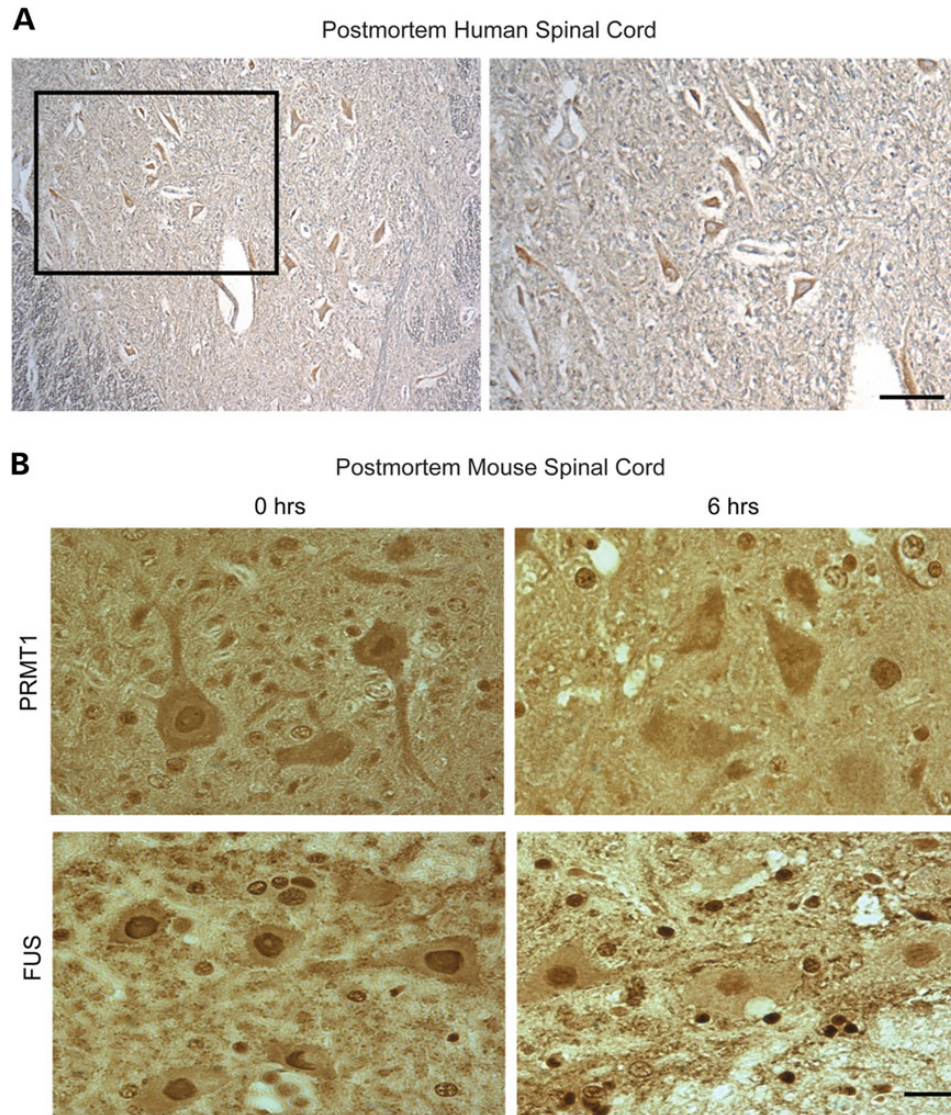 A
Postmortem Human Spinal Cord
B
Postmortem Mouse Spinal Cord
0 hrs
6 hrs
PRMT1
FUS